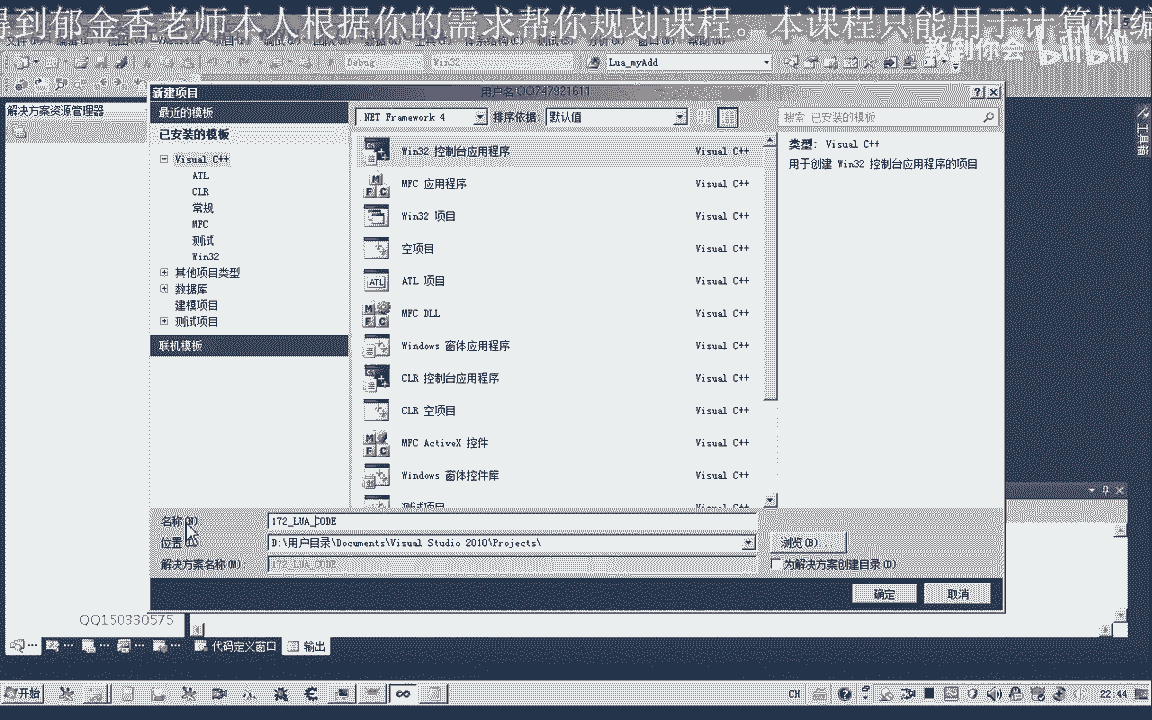 得到郁金香老师木人根据你的需求帮你规划课程。本课程只能用于计算机编
教到你会 bilibili
Debug Win32 Lua_myAdd
解决方案资源管理器
新建项目
用户名QQ747921611
最近的模板
NET Framework 4 排序依据: 默认值
搜索 已安装的模板
已安装的模板
Visual C++
ATL
CLR
常规
MFC
测试
Win32
其他项目类型
数据库
建模项目
测试项目
联机模板
Win32 控制台应用程序 Visual C++
MFC 应用程序 Visual C++
Win32 项目 Visual C++
空项目 Visual C++
ATL 项目 Visual C++
MFC DLL Visual C++
Windows 窗体应用程序 Visual C++
CLR 控制台应用程序 Visual C++
CLR 空项目 Visual C++
MFC ActiveX 控件 Visual C++
Windows 窗体控件库 Visual C++
测试项目 Visual C++
类型: Visual C++
用于创建 Win32 控制台应用程序的项目
工具箱
名称(N) 172_LUA_CODE
位置(L) D:\用户目录\Documents\Visual Studio 2010\Projects\ 浏览(B)
解决方案名称(M) 172_LUA_CODE 为解决方案创建目录(D)
确定 取消
QQ150330575
代码定义窗口 输出
开始 CH 22:44